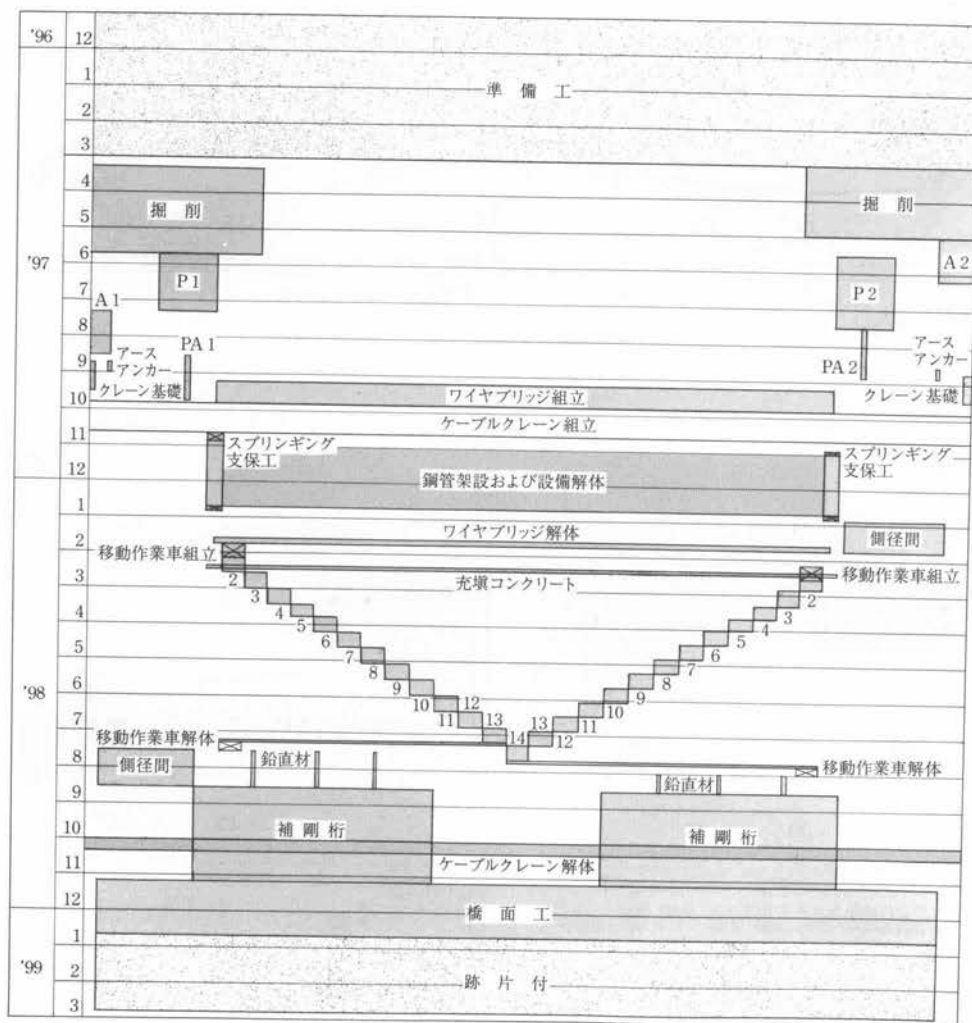 '96
12
1
準備工
2
3
4
掘削
掘削
5
6
'97
P1
A2
7
P2
A1
8
PA1
アース
アンカー
9
アース
アンカー
PA2
クレーン基礎
クレーン基礎
10
ワイヤブリッジ組立
ケーブルクレーン組立
11
スプリンギング
支保工
スプリンギング
支保工
12
鋼管架設および設備解体
1
ワイヤブリッジ解体
側径間
2
移動作業車組立
移動作業車組立
2
充塡コンクリート
2
3
3
3
4
4
4
5
5
6
6
5
7
7
8
8
9
9
'98
6
10
12
10
11
13
13
11
7
14
12
移動作業車解体
移動作業車解体
8
側径間
鉛直材
鉛直材
9
10
補剛桁
補剛桁
11
ケーブルクレーン解体
12
橋面工
1
'99
2
跡片付
3